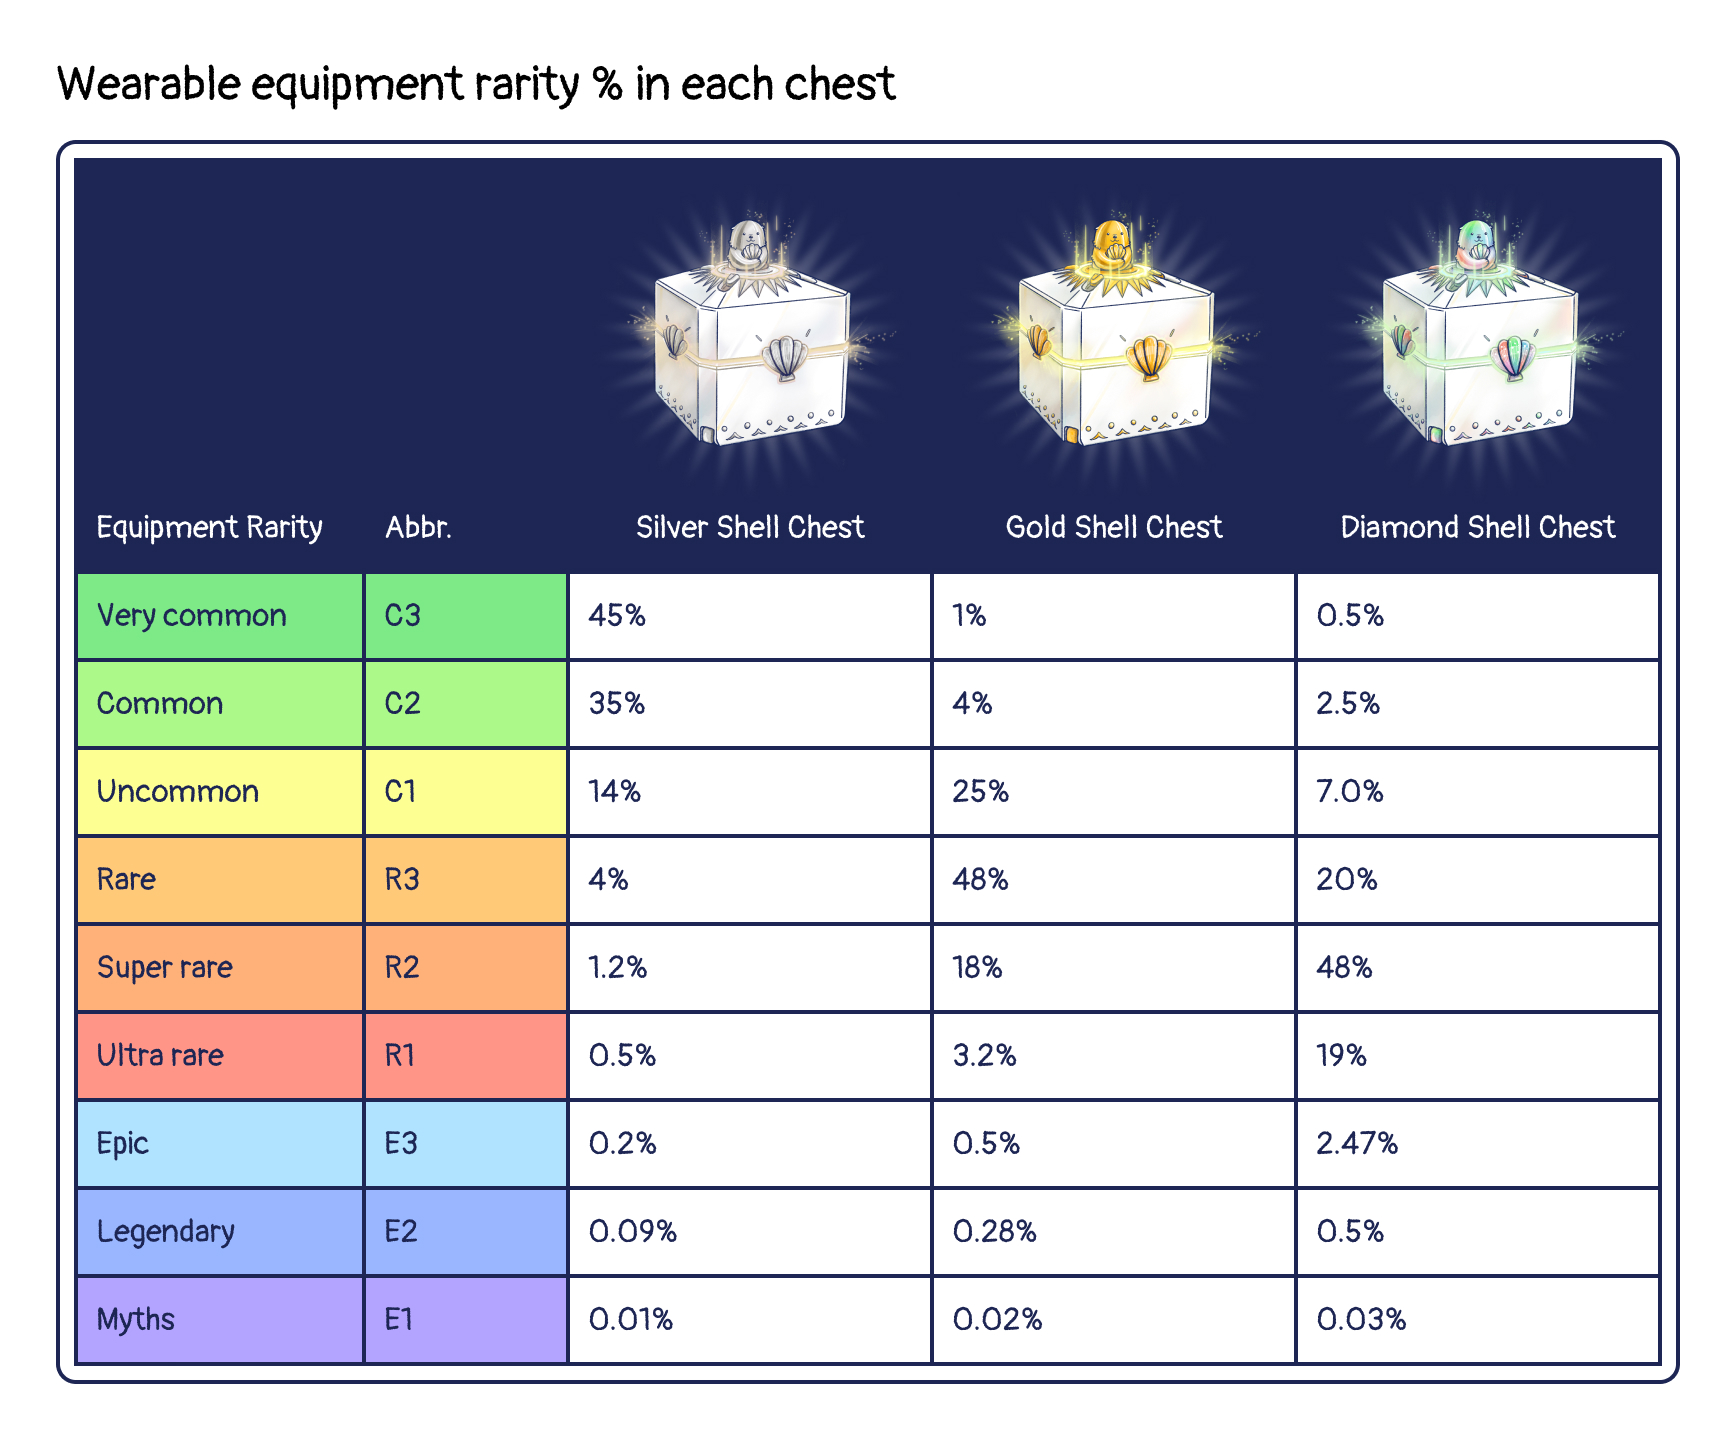 Wearable equipment rarity % in each chest
Equipment Rarity Abbr. Silver Shell Chest Gold Shell Chest Diamond Shell Chest
Very common C3 45% 1% 0.5%
Common C2 35% 4% 2.5%
Uncommon C1 14% 25% 7.0%
Rare R3 4% 48% 20%
Super rare R2 1.2% 18% 48%
Ultra rare R1 0.5% 3.2% 19%
Epic E3 0.2% 0.5% 2.47%
Legendary E2 0.09% 0.28% 0.5%
Myths E1 0.01% 0.02% 0.03%